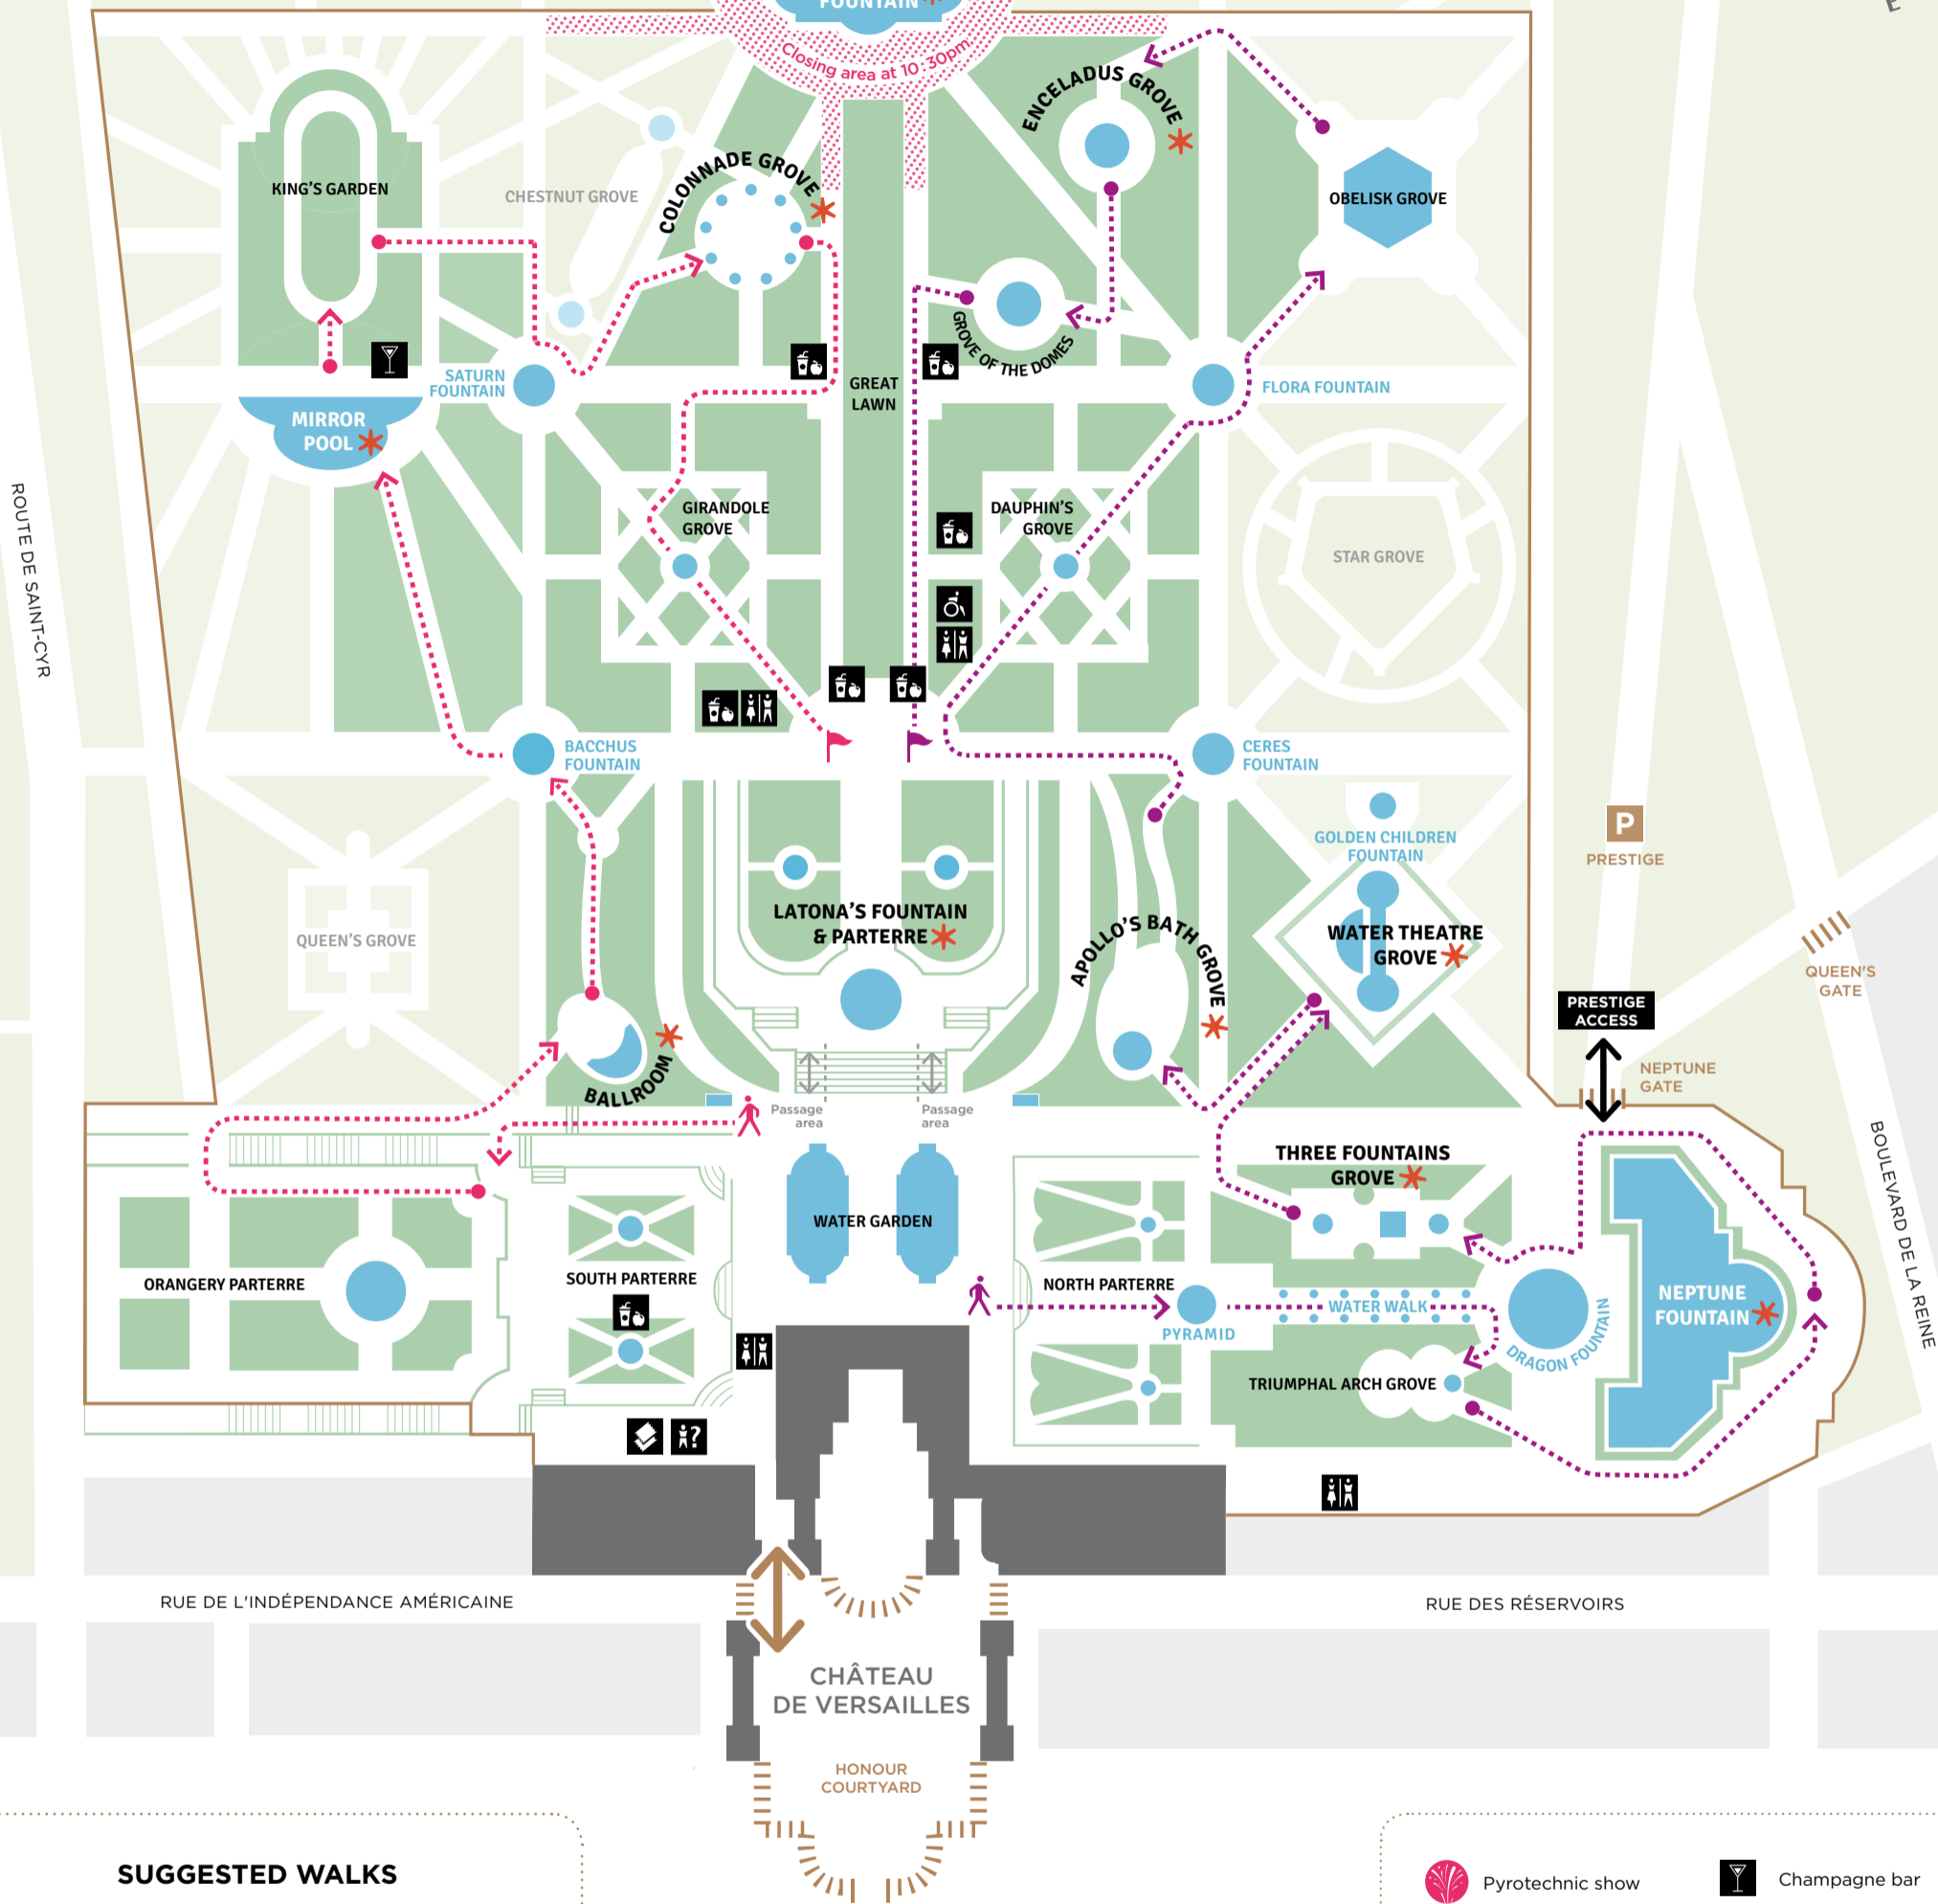 FOUNTAIN
Closing area at 10:30pm
ENCELADUS GROVE
KING'S GARDEN
CHESTNUT GROVE
COLONNADE GROVE
OBELISK GROVE
GROVE OF THE DOMES
SATURN
FOUNTAIN
GREAT
LAWN
FLORA FOUNTAIN
MIRROR
POOL
ROUTE DE SAINT-CYR
GIRANDOLE
GROVE
DAUPHIN'S
GROVE
STAR GROVE
BACCHUS
FOUNTAIN
CERES
FOUNTAIN
GOLDEN CHILDREN
FOUNTAIN
P
PRESTIGE
LATONA'S FOUNTAIN
& PARTERRE
APOLLO'S BATH GROVE
WATER THEATRE
GROVE
QUEEN'S GROVE
QUEEN'S
GATE
PRESTIGE
ACCESS
NEPTUNE
GATE
BALLROOM
Passage
area
Passage
area
BOULEVARD DE LA REINE
THREE FOUNTAINS
GROVE
WATER GARDEN
ORANGERY PARTERRE
SOUTH PARTERRE
NORTH PARTERRE
WATER WALK
PYRAMID
DRAGON FOUNTAIN
NEPTUNE
FOUNTAIN
TRIUMPHAL ARCH GROVE
?
RUE DE L'INDÉPENDANCE AMÉRICAINE
RUE DES RÉSERVOIRS
CHÂTEAU
DE VERSAILLES
HONOUR
COURTYARD
SUGGESTED WALKS
Pyrotechnic show
Champagne bar